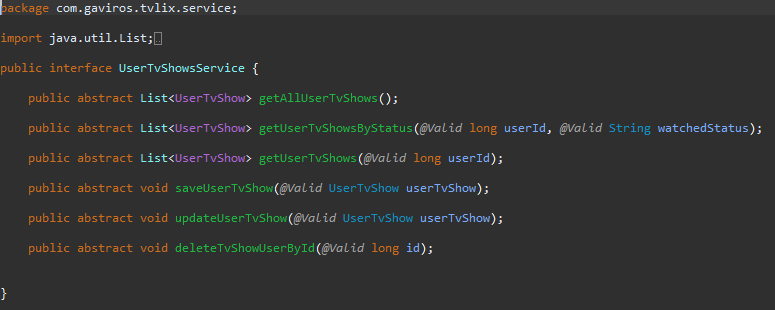 package com.gaviros.tvlix.service;
import java.util.List;
public interface UserTvShowsService {
public abstract List<UserTvShow> getAllUserTvShows();
public abstract List<UserTvShow> getUserTvShowsByStatus(@Valid long userId, @Valid String watchedStatus);
public abstract List<UserTvShow> getUserTvShows(@Valid long userId);
public abstract void saveUserTvShow(@Valid UserTvShow userTvShow);
public abstract void updateUserTvShow(@Valid UserTvShow userTvShow);
public abstract void deleteTvShowUserById(@Valid long id);
}